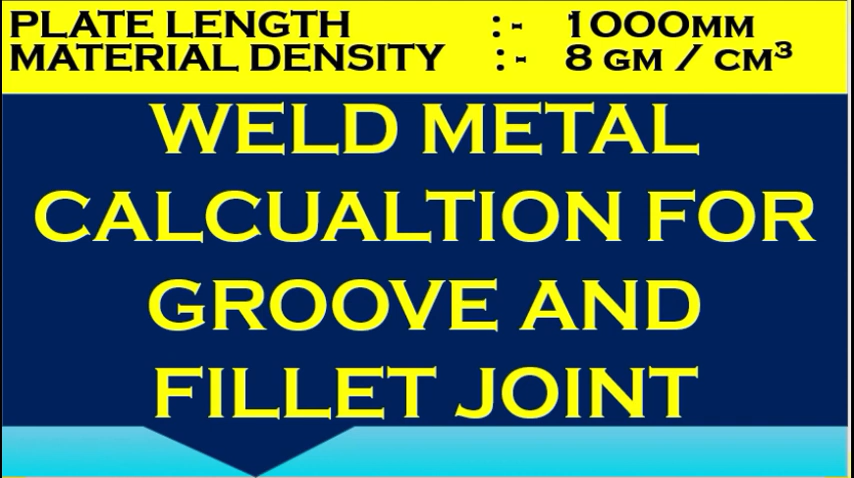 PLATE LENGTH :- 1000MM
MATERIAL DENSITY :- 8 GM / CM³
WELD METAL
CALCUALTION FOR
GROOVE AND
FILLET JOINT